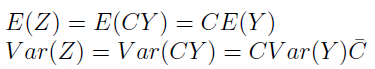 E(Z) = E(CY) = CE(Y)
Var(Z) = Var(CY) = CVar(Y)C̄